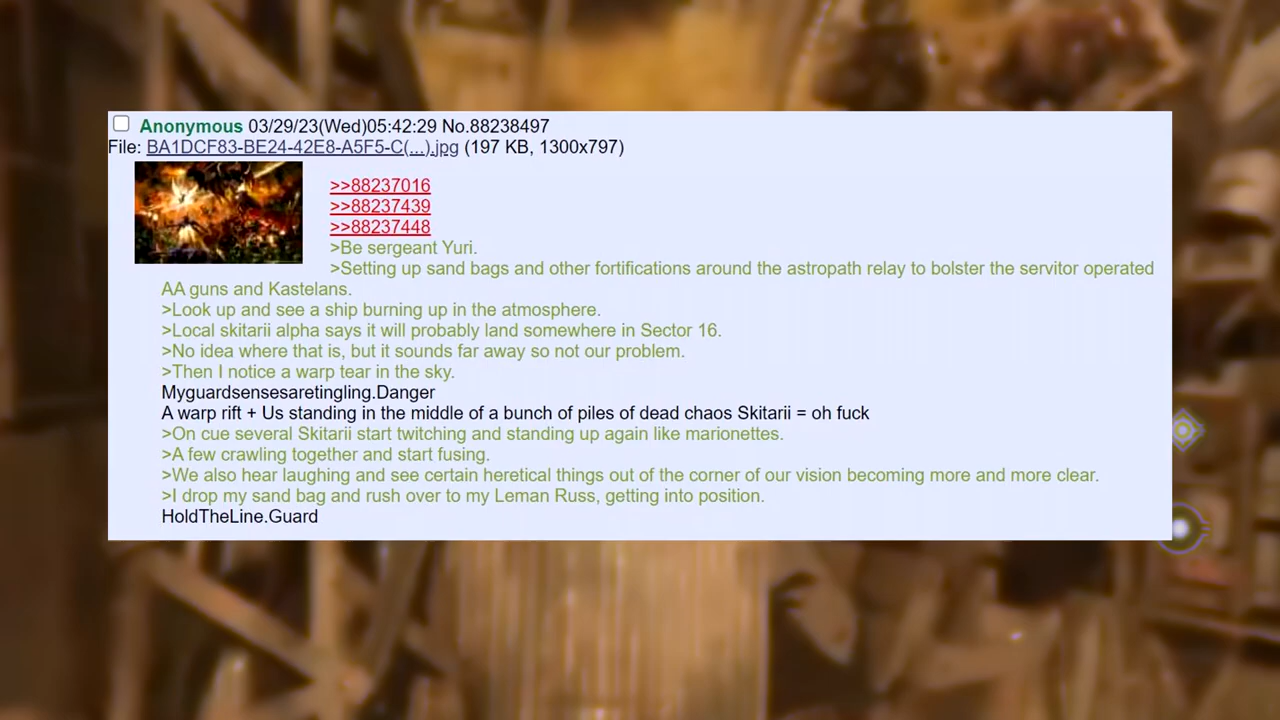 Anonymous 03/29/23(Wed)05:42:29 No.88238497
File: BA1DCF83-BE24-42E8-A5F5-C(...).jpg (197 KB, 1300x797)
>>88237016
>>88237439
>>88237448
>Be sergeant Yuri.
>Setting up sand bags and other fortifications around the astropath relay to bolster the servitor operated
AA guns and Kastelans.
>Look up and see a ship burning up in the atmosphere.
>Local skitarii alpha says it will probably land somewhere in Sector 16.
>No idea where that is, but it sounds far away so not our problem.
>Then I notice a warp tear in the sky.
Myguardsensesaretingling.Danger
A warp rift + Us standing in the middle of a bunch of piles of dead chaos Skitarii = oh fuck
>On cue several Skitarii start twitching and standing up again like marionettes.
>A few crawling together and start fusing.
>We also hear laughing and see certain heretical things out of the corner of our vision becoming more and more clear.
>I drop my sand bag and rush over to my Leman Russ, getting into position.
HoldTheLine.Guard